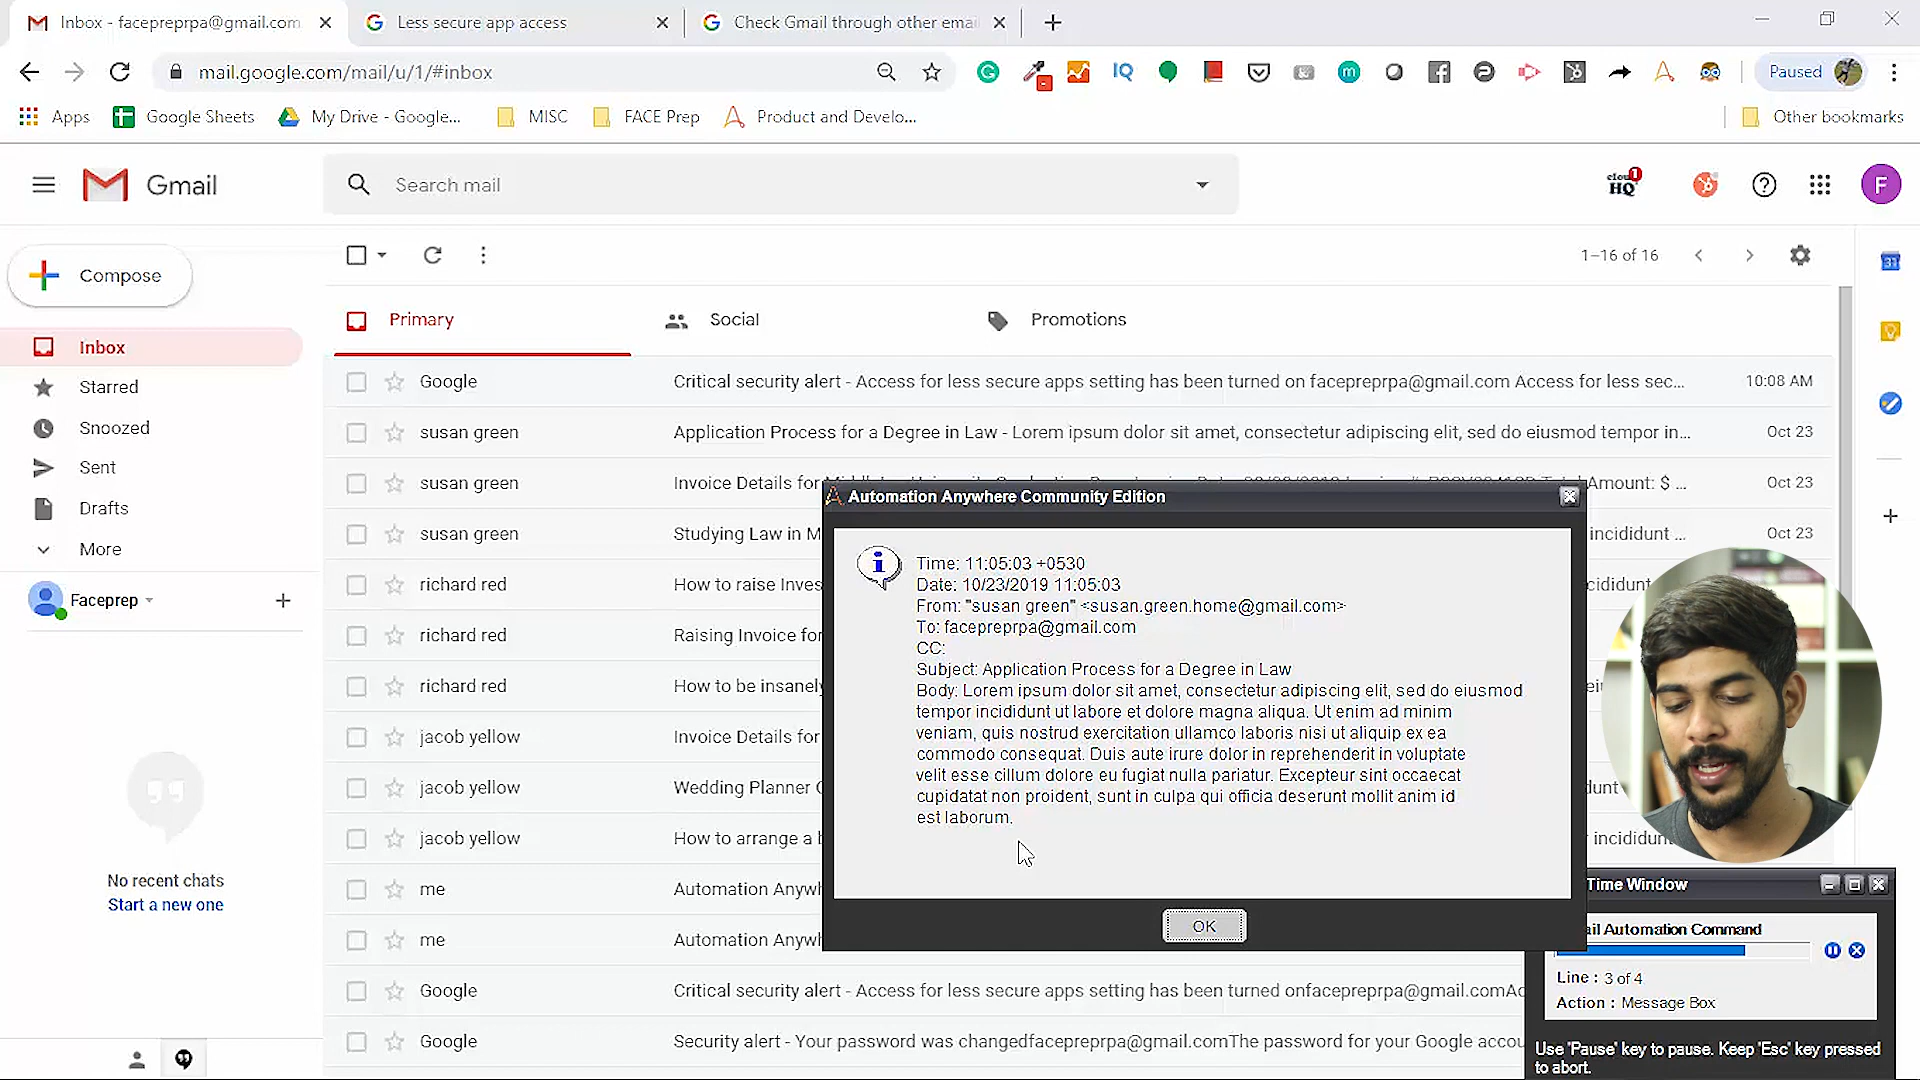 Inbox - facepreprpa@gmail.com
Less secure app access
Check Gmail through other emai
mail.google.com/mail/u/1/#inbox
IQ
Paused
Apps
Google Sheets
My Drive - Google...
MISC
FACE Prep
Product and Develo...
Other bookmarks
Gmail
Search mail
cloud
HQ
1
F
1–16 of 16
31
Compose
Primary
Social
Promotions
Inbox
Starred
Snoozed
Sent
Drafts
More
Faceprep
No recent chats
Start a new one
Google
Critical security alert - Access for less secure apps setting has been turned on facepreprpa@gmail.com Access for less sec...
10:08 AM
susan green
Application Process for a Degree in Law - Lorem ipsum dolor sit amet, consectetur adipiscing elit, sed do eiusmod tempor in...
Oct 23
susan green
Invoice Details for
Total Amount: $ ...
Oct 23
susan green
Studying Law in M
incididunt ...
Oct 23
richard red
How to raise Inves
richard red
Raising Invoice for
richard red
How to be insanely
jacob yellow
Invoice Details for
jacob yellow
Wedding Planner C
jacob yellow
How to arrange a
incididunt
me
Automation Anywh
me
Automation Anywh
Google
Critical security alert - Access for less secure apps setting has been turned onfacepreprpa@gmail.comAc
Google
Security alert - Your password was changedfacepreprpa@gmail.comThe password for your Google accou
Automation Anywhere Community Edition
Time: 11:05:03 +0530
Date: 10/23/2019 11:05:03
From: "susan green" <susan.green.home@gmail.com>
To: facepreprpa@gmail.com
CC:
Subject: Application Process for a Degree in Law
Body: Lorem ipsum dolor sit amet, consectetur adipiscing elit, sed do eiusmod
tempor incididunt ut labore et dolore magna aliqua. Ut enim ad minim
veniam, quis nostrud exercitation ullamco laboris nisi ut aliquip ex ea
commodo consequat. Duis aute irure dolor in reprehenderit in voluptate
velit esse cillum dolore eu fugiat nulla pariatur. Excepteur sint occaecat
cupidatat non proident, sunt in culpa qui officia deserunt mollit anim id
est laborum.
OK
Time Window
ail Automation Command
Line : 3 of 4
Action : Message Box
Use 'Pause' key to pause. Keep 'Esc' key pressed
to abort.